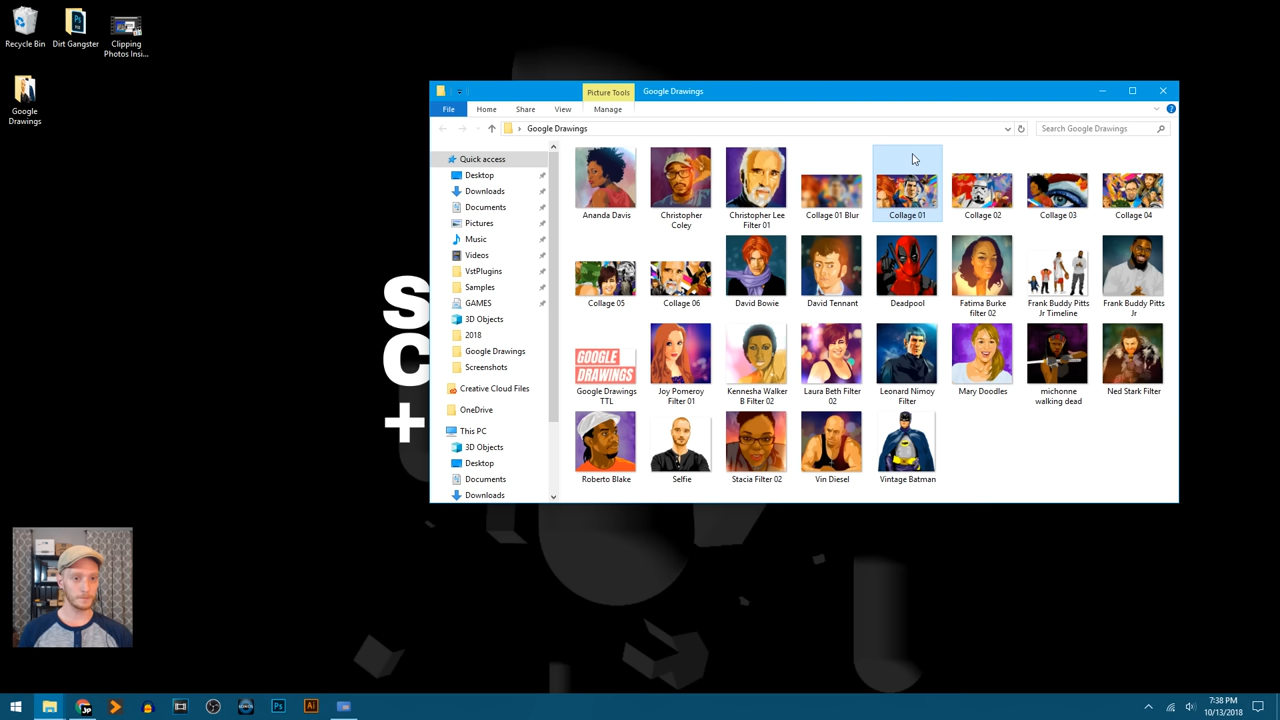 Recycle Bin
Dirt Gangster
Clipping Photos Insi...
Google Drawings
Picture Tools
Google Drawings
File
Home
Share
View
Manage
Google Drawings
Search Google Drawings
Quick access
Desktop
Downloads
Documents
Pictures
Music
Videos
VstPlugins
Samples
GAMES
3D Objects
2018
Google Drawings
Screenshots
Creative Cloud Files
OneDrive
This PC
3D Objects
Desktop
Documents
Downloads
Ananda Davis
Christopher Coley
Christopher Lee Filter 01
Collage 01 Blur
Collage 01
Collage 02
Collage 03
Collage 04
Collage 05
Collage 06
David Bowie
David Tennant
Deadpool
Fatima Burke filter 02
Frank Buddy Pitts Jr Timeline
Frank Buddy Pitts Jr
GOOGLE
DRAWINGS
Google Drawings TTL
Joy Pomeroy Filter 01
Kennesha Walker B Filter 02
Laura Beth Filter 02
Leonard Nimoy Filter
Mary Doodles
michonne walking dead
Ned Stark Filter
Roberto Blake
Selfie
Stacia Filter 02
Vin Diesel
Vintage Batman
S
C
+
Ps
JP
SONOS
Ps
Ai
7:38 PM
10/13/2018